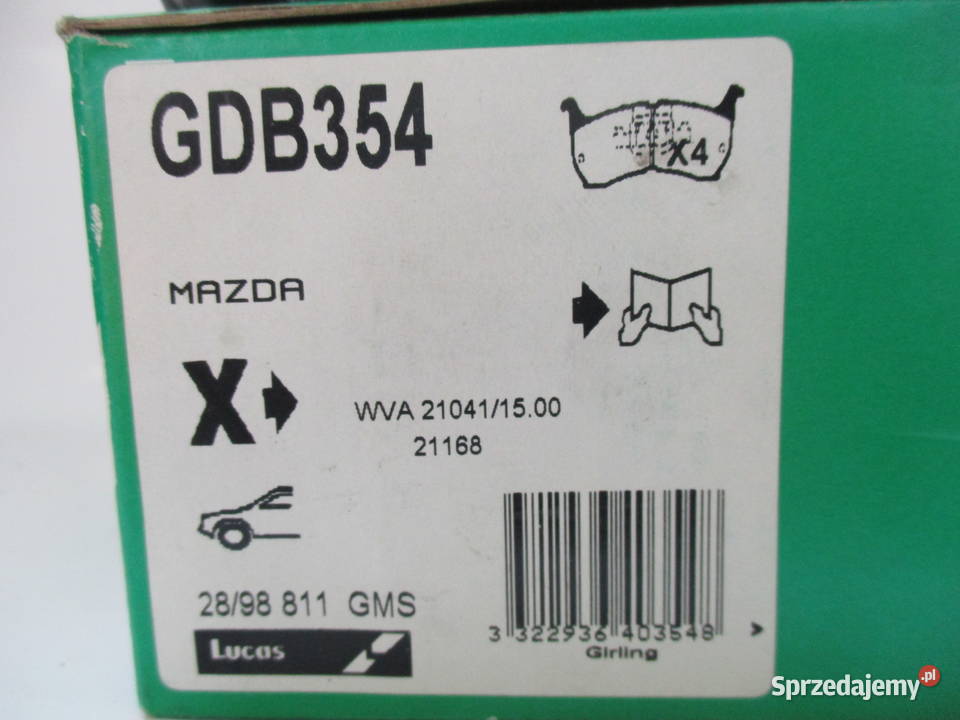 GDB354
X4
MAZDA
X
WVA 21041/15.00
21168
28/98 811 GMS
Lucas
3 322936 403548 >
Girling
Sprzedajemy.pl